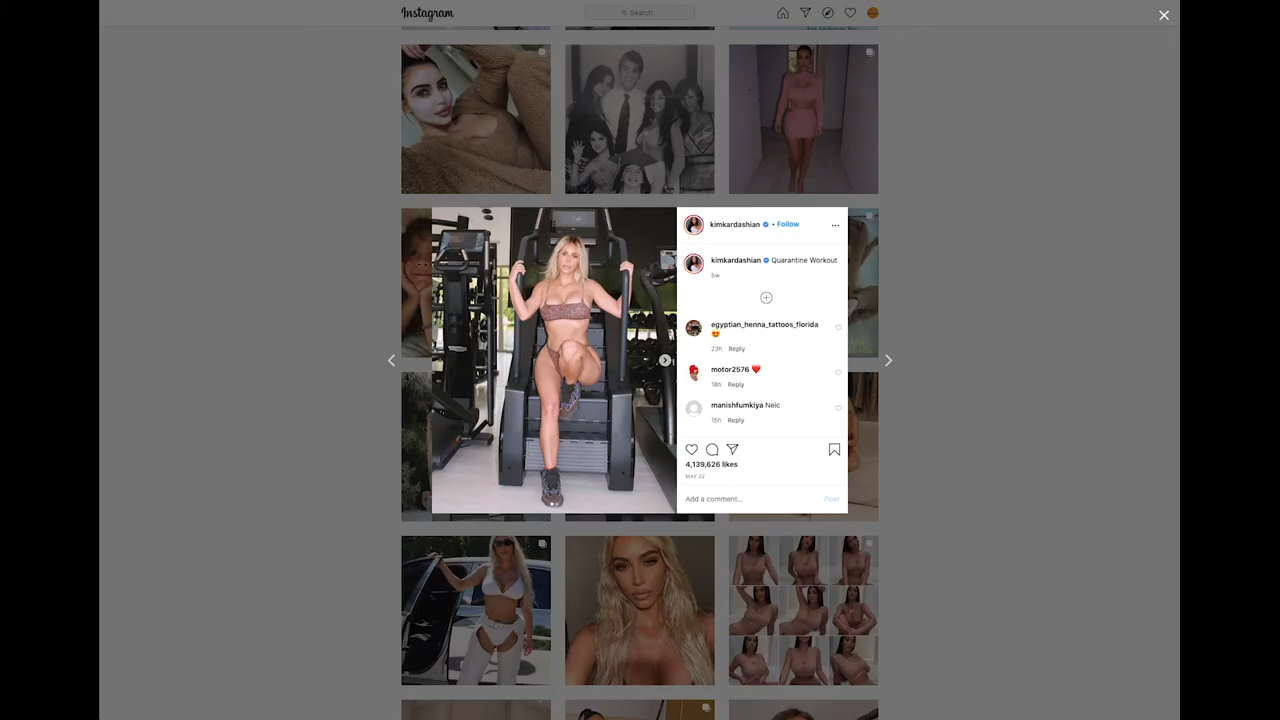 Instagram
Search
kimkardashian • Follow
kimkardashian Quarantine Workout
5w
egyptian_henna_tattoos_florida
23h Reply
motor2576
18h Reply
manishfumkiya Neic
15h Reply
4,139,626 likes
MAY 22
Add a comment...
Post